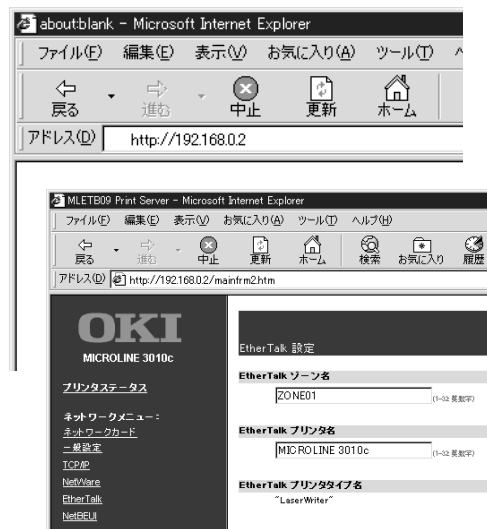 about:blank - Microsoft Internet Explorer
ファイル(F) 編集(E) 表示(V) お気に入り(A) ツール(T)
戻る 進む 中止 更新 ホーム
アドレス(D) http://192.168.0.2
MLETB09 Print Server - Microsoft Internet Explorer
ファイル(F) 編集(E) 表示(V) お気に入り(A) ツール(T) ヘルプ(H)
戻る 進む 中止 更新 ホーム 検索 お気に入り 履歴
アドレス(D) http://192.168.0.2/mainfrm2.htm
OKI
MICROLINE 3010c
プリンタステータス
ネットワークメニュー:
ネットワークカード
一般設定
TCP/IP
NetWare
EtherTalk
NetBEUI
EtherTalk 設定
EtherTalk ゾーン名
ZONE01 (1-32 英数字)
EtherTalk プリンタ名
MICROLINE 3010c (1-32 英数字)
EtherTalk プリンタタイプ名
"LaserWriter"